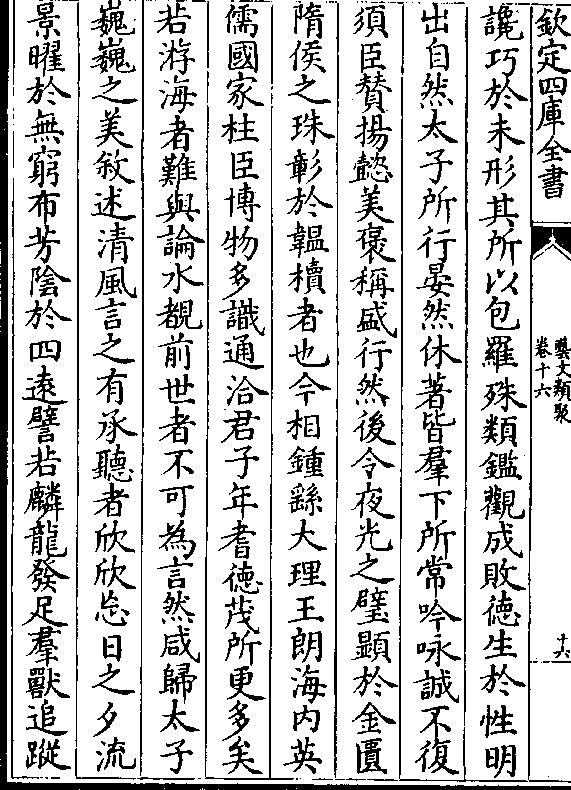 欽定四庫全書
藝文類聚
卷十六
十六
讒巧於未形其所以包羅殊類鑑觀成敗德生於性明
出自然太子所行晏然休著皆羣下所常吟咏誠不復
須臣賛揚懿美褒稱盛行然後令夜光之璧顯於金匱
隋侯之珠彰於韞櫝者也今相鍾繇大理王朗海内英
儒國家柱臣博物多識通洽君子年耆德茂所更多矣
若游海者難與論水覩前世者不可為言然咸歸太子
巍巍之美敘述清風言之有承聽者欣欣忘日之夕流
景曜於無窮布芳陰於四遠譬若麟龍發足羣獸追蹤